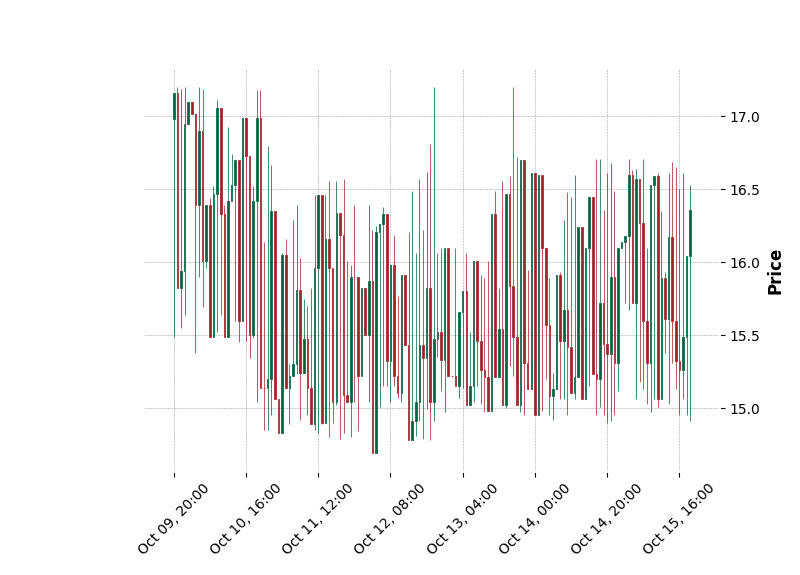 17.0
16.5
16.0
15.5
15.0
Price
Oct 09, 20:00
Oct 10, 16:00
Oct 11, 12:00
Oct 12, 08:00
Oct 13, 04:00
Oct 14, 00:00
Oct 14, 20:00
Oct 15, 16:00